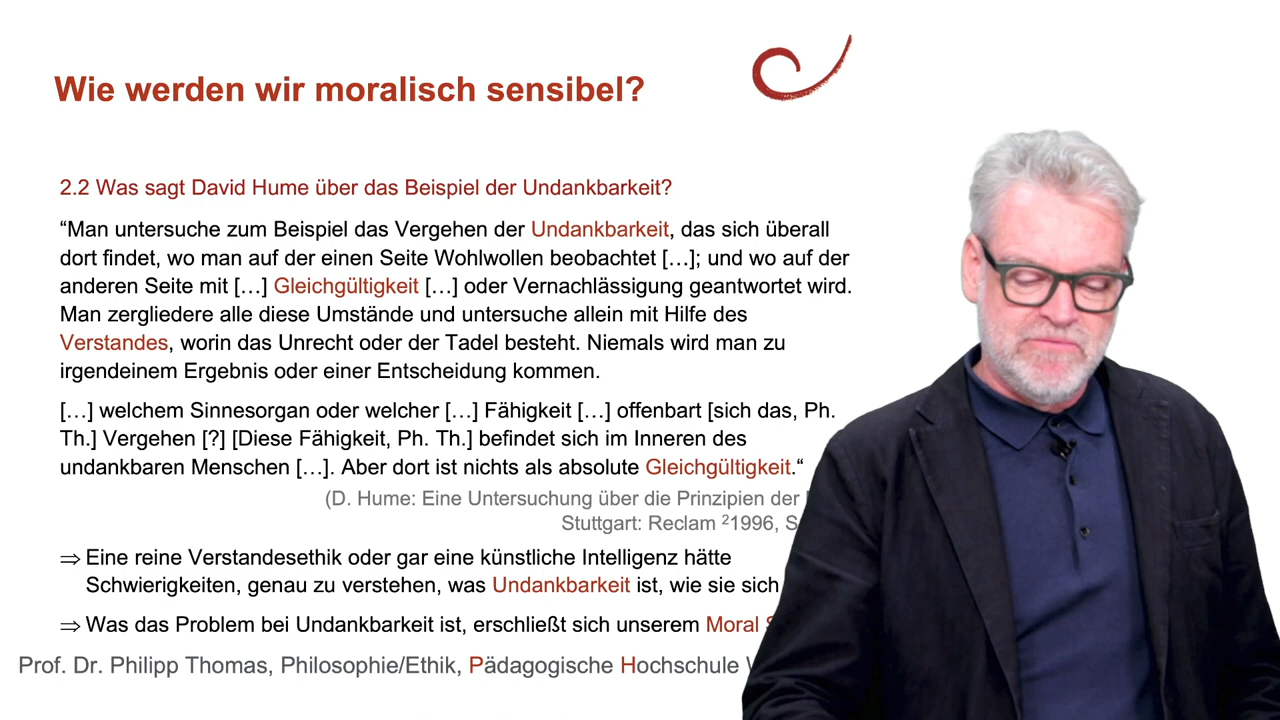 Wie werden wir moralisch sensibel?
2.2 Was sagt David Hume über das Beispiel der Undankbarkeit?
“Man untersuche zum Beispiel das Vergehen der Undankbarkeit, das sich überall
dort findet, wo man auf der einen Seite Wohlwollen beobachtet […]; und wo auf der
anderen Seite mit […] Gleichgültigkeit […] oder Vernachlässigung geantwortet wird.
Man zergliedere alle diese Umstände und untersuche allein mit Hilfe des
Verstandes, worin das Unrecht oder der Tadel besteht. Niemals wird man zu
irgendeinem Ergebnis oder einer Entscheidung kommen.
[…] welchem Sinnesorgan oder welcher […] Fähigkeit […] offenbart [sich das, Ph.
Th.] Vergehen [?] [Diese Fähigkeit, Ph. Th.] befindet sich im Inneren des
undankbaren Menschen […]. Aber dort ist nichts als absolute Gleichgültigkeit.“
(D. Hume: Eine Untersuchung über die Prinzipien der
Stuttgart: Reclam ²1996,
⇒ Eine reine Verstandesethik oder gar eine künstliche Intelligenz hätte
Schwierigkeiten, genau zu verstehen, was Undankbarkeit ist, wie sie sich
⇒ Was das Problem bei Undankbarkeit ist, erschließt sich unserem Moral
Prof. Dr. Philipp Thomas, Philosophie/Ethik, Pädagogische Hochschule